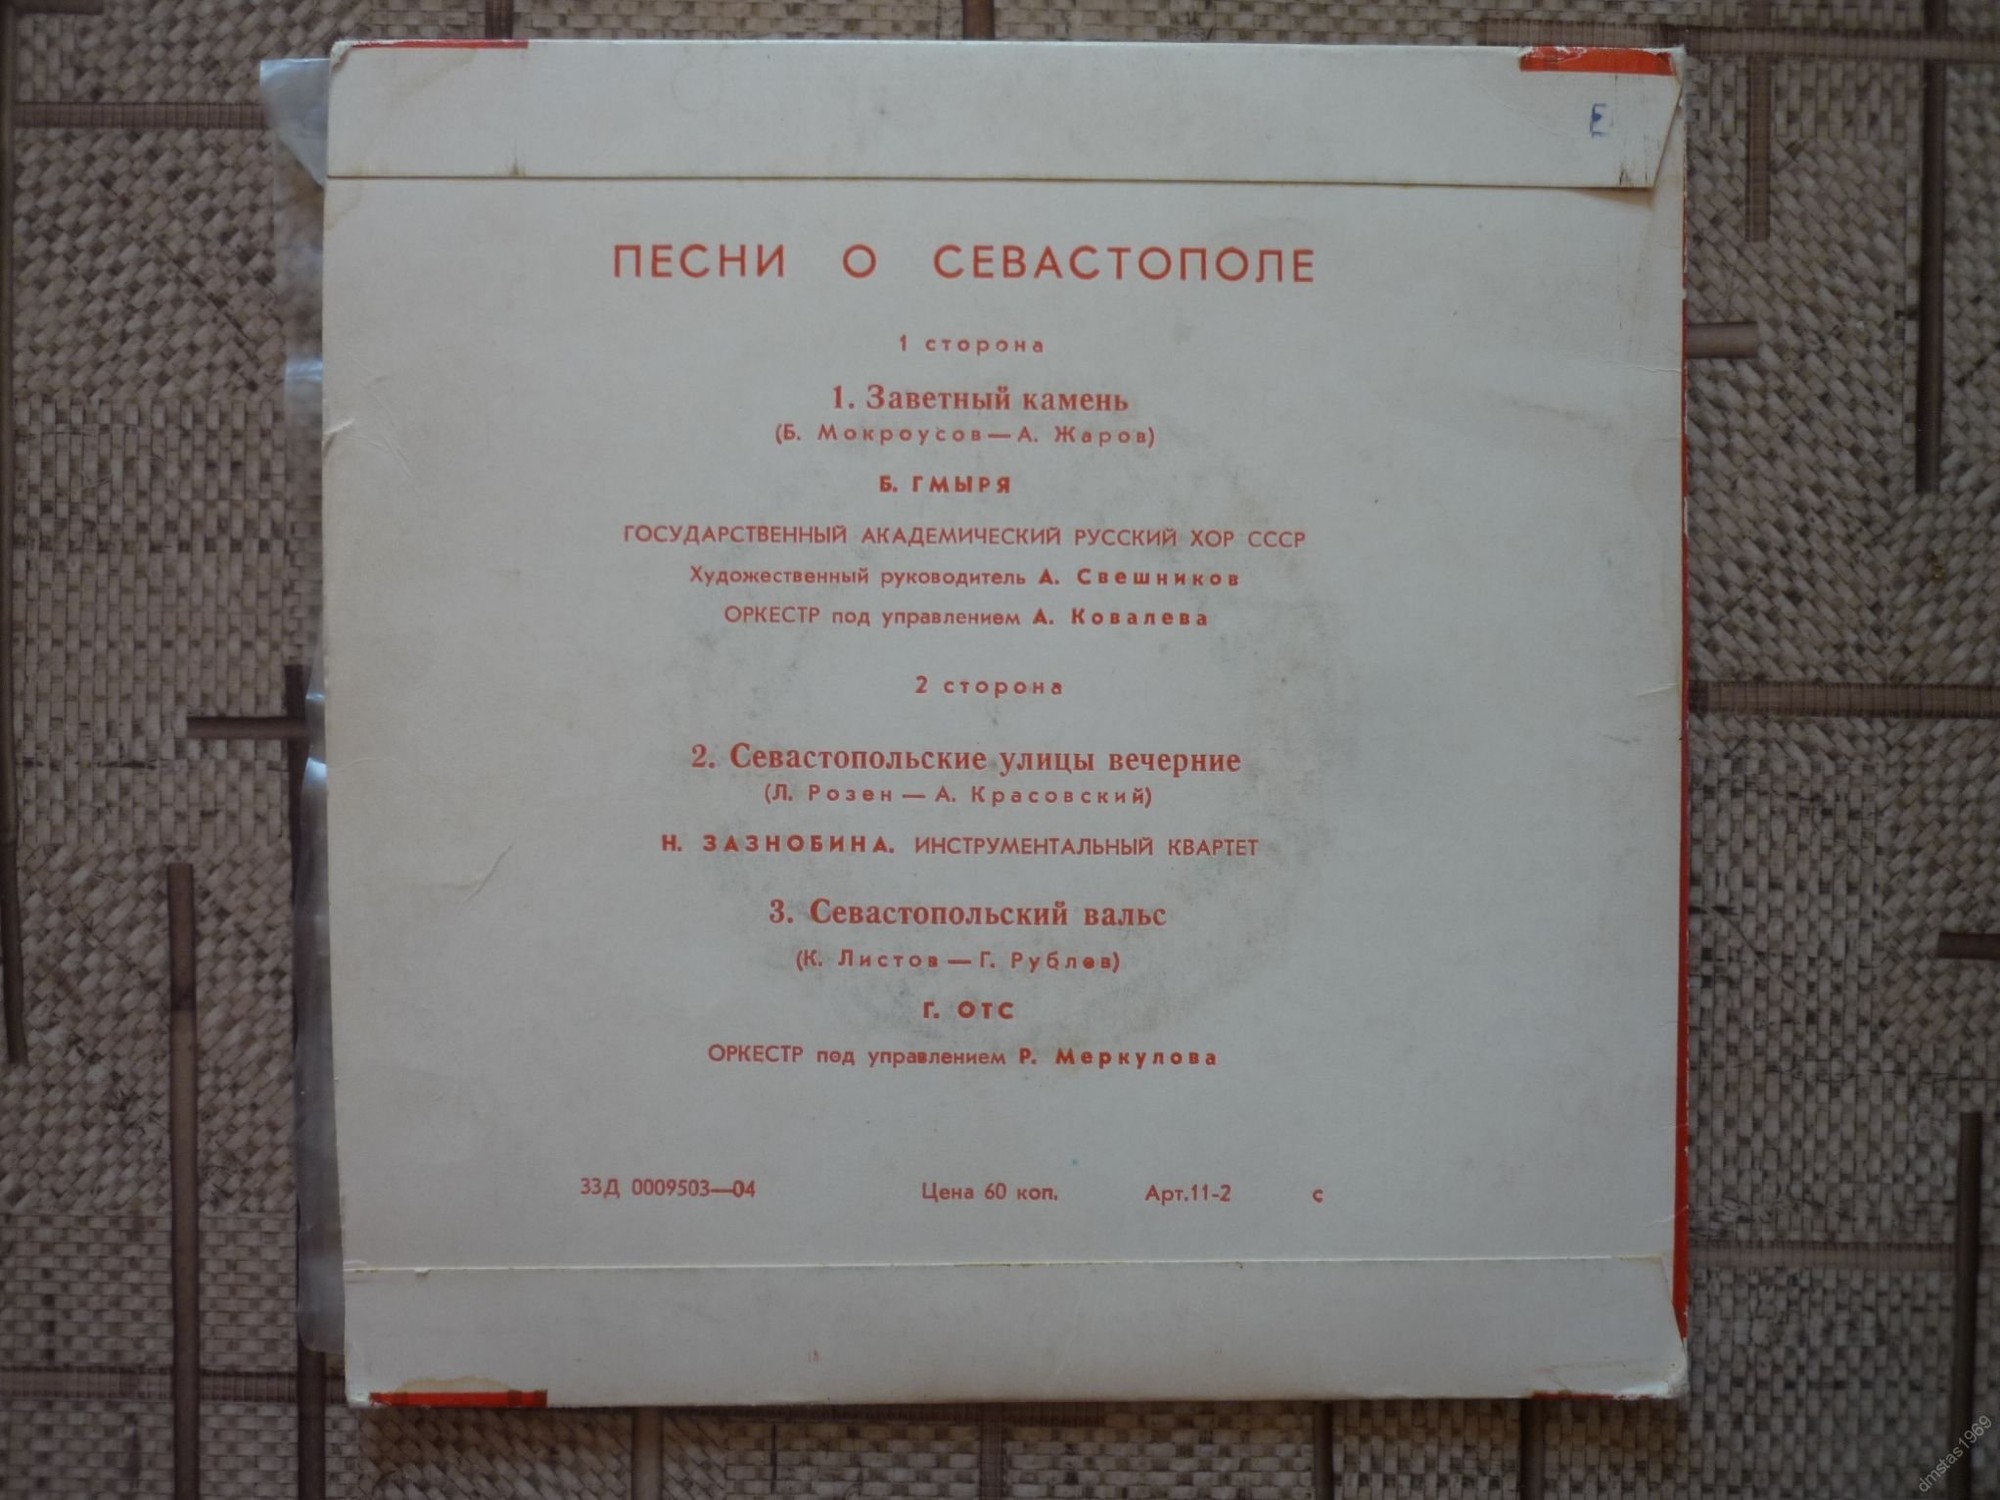 ПЕСНИ О СЕВАСТОПОЛЕ
1 сторона
1. Заветный камень
(Б. Мокроусов — А. Жаров)
Б. ГМЫРЯ
ГОСУДАРСТВЕННЫЙ АКАДЕМИЧЕСКИЙ РУССКИЙ ХОР СССР
Художественный руководитель А. Свешников
ОРКЕСТР под управлением А. Ковалева
2 сторона
2. Севастопольские улицы вечерние
(Л. Розен — А. Красовский)
Н. ЗАЗНОБИНА. ИНСТРУМЕНТАЛЬНЫЙ КВАРТЕТ
3. Севастопольский вальс
(К. Листов — Г. Рублев)
Г. ОТС
ОРКЕСТР под управлением Р. Меркулова
33Д 0009503—04 Цена 60 коп. Арт.11-2 с
dmstas1969